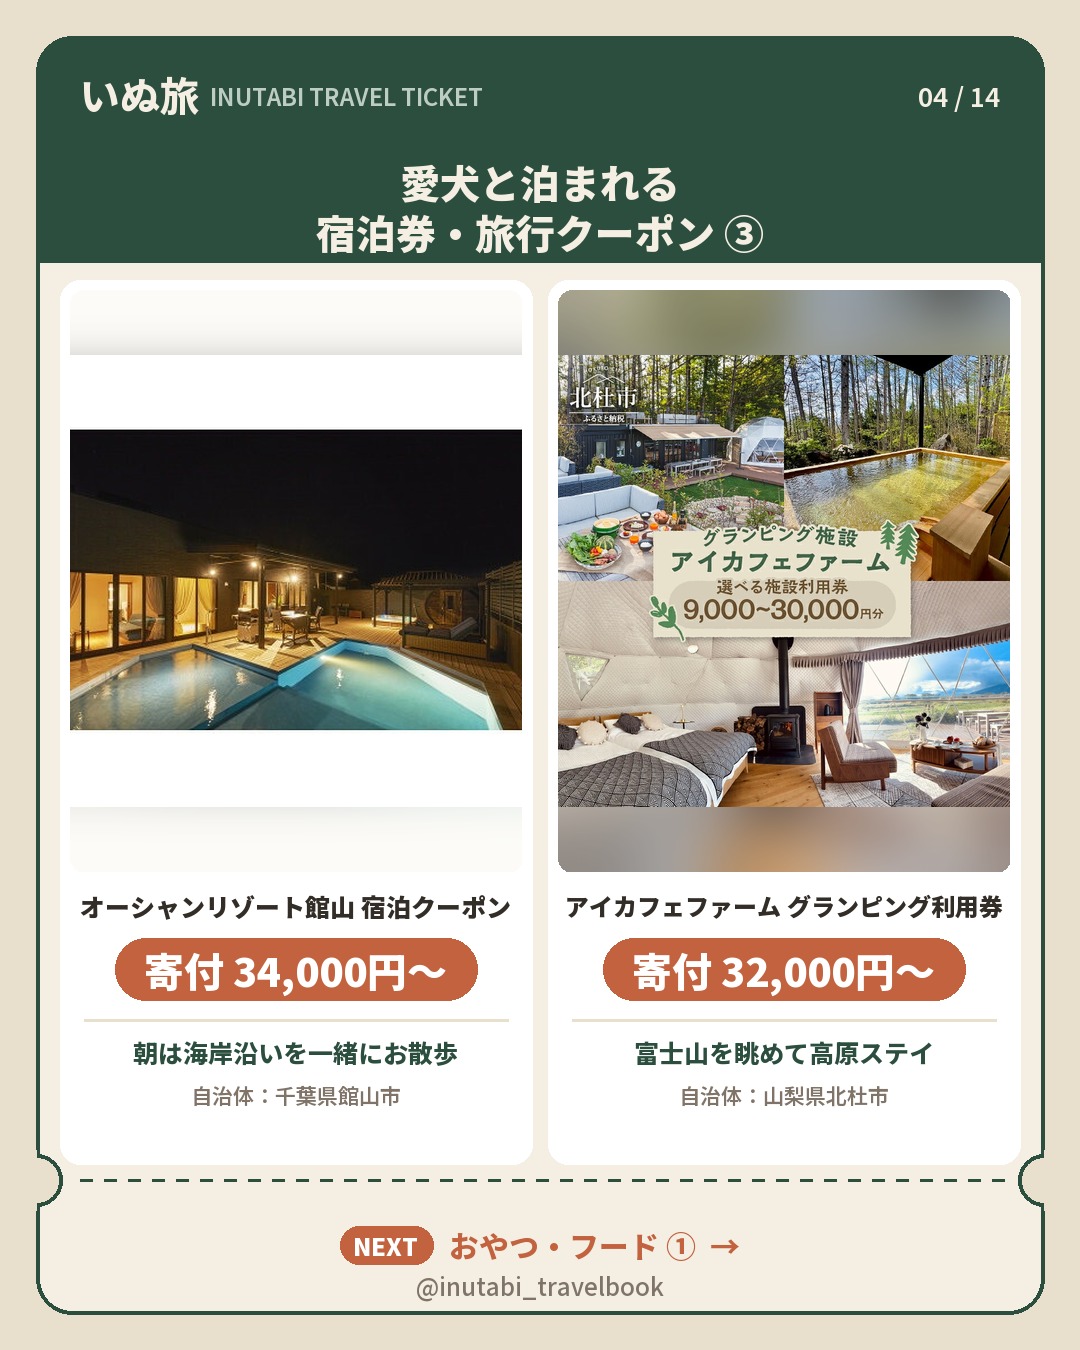 いぬ旅 INUTABI TRAVEL TICKET
04 / 14
愛犬と泊まれる
宿泊券・旅行クーポン ③
北杜市
ふるさと納税
グランピング施設
アイカフェファーム
選べる施設利用券
9,000~30,000円分
オーシャンリゾート館山 宿泊クーポン
寄付 34,000円〜
朝は海岸沿いを一緒にお散歩
自治体：千葉県館山市
アイカフェファーム グランピング利用券
寄付 32,000円〜
富士山を眺めて高原ステイ
自治体：山梨県北杜市
NEXT おやつ・フード ① →
@inutabi_travelbook